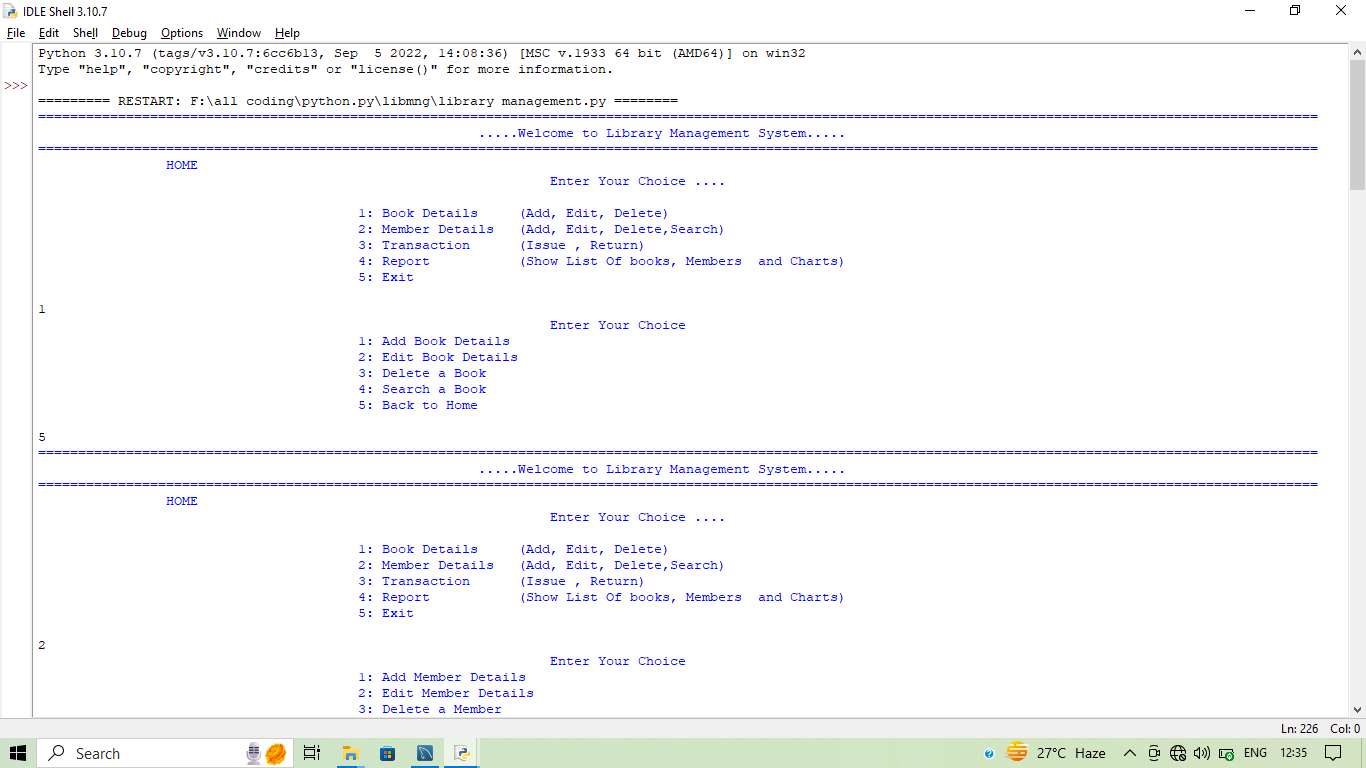 IDLE Shell 3.10.7
File Edit Shell Debug Options Window Help
Python 3.10.7 (tags/v3.10.7:6cc6b13, Sep  5 2022, 14:08:36) [MSC v.1933 64 bit (AMD64)] on win32
Type "help", "copyright", "credits" or "license()" for more information.
>>>
========= RESTART: F:\all coding\python.py\libmng\library management.py ========
================================================================================================================================================================
.....Welcome to Library Management System.....
================================================================================================================================================================
HOME
Enter Your Choice ....
1: Book Details (Add, Edit, Delete)
2: Member Details (Add, Edit, Delete,Search)
3: Transaction (Issue , Return)
4: Report (Show List Of books, Members  and Charts)
5: Exit
1
Enter Your Choice
1: Add Book Details
2: Edit Book Details
3: Delete a Book
4: Search a Book
5: Back to Home
5
================================================================================================================================================================
.....Welcome to Library Management System.....
================================================================================================================================================================
HOME
Enter Your Choice ....
1: Book Details (Add, Edit, Delete)
2: Member Details (Add, Edit, Delete,Search)
3: Transaction (Issue , Return)
4: Report (Show List Of books, Members  and Charts)
5: Exit
2
Enter Your Choice
1: Add Member Details
2: Edit Member Details
3: Delete a Member
Ln: 226 Col: 0
Search 27°C Haze ENG 12:35